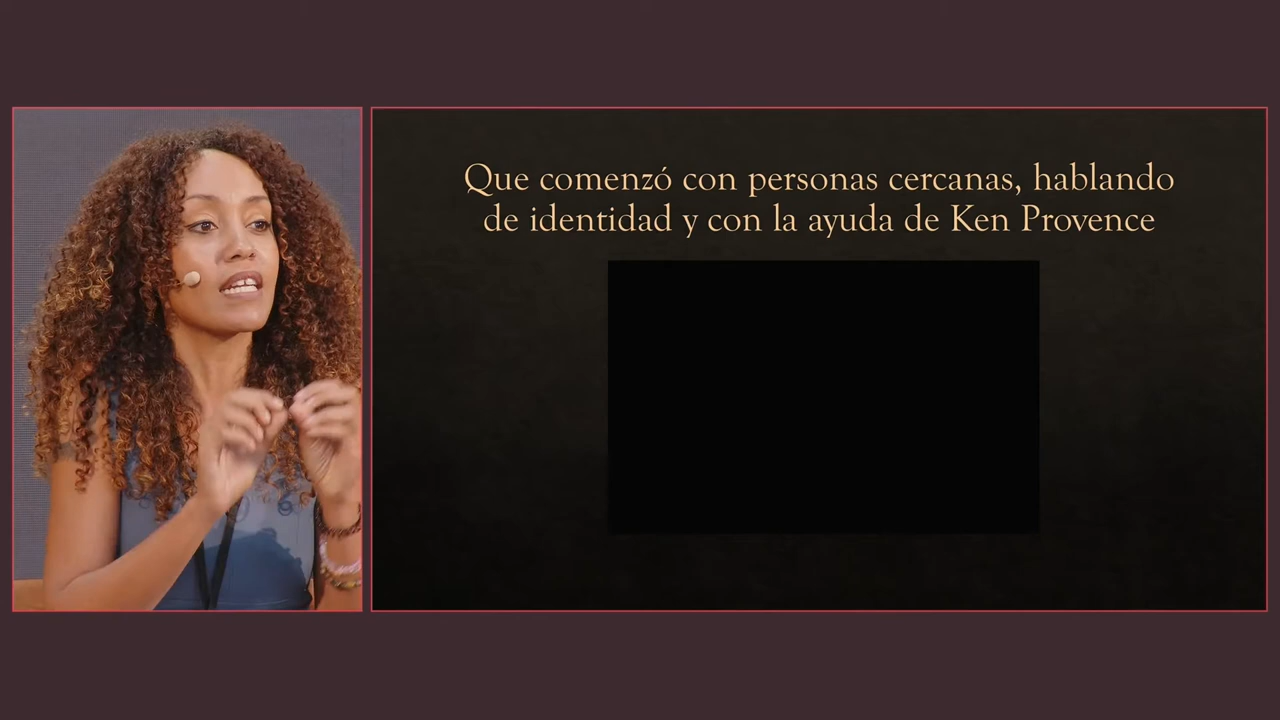 Que comenzó con personas cercanas, hablando
de identidad y con la ayuda de Ken Provence